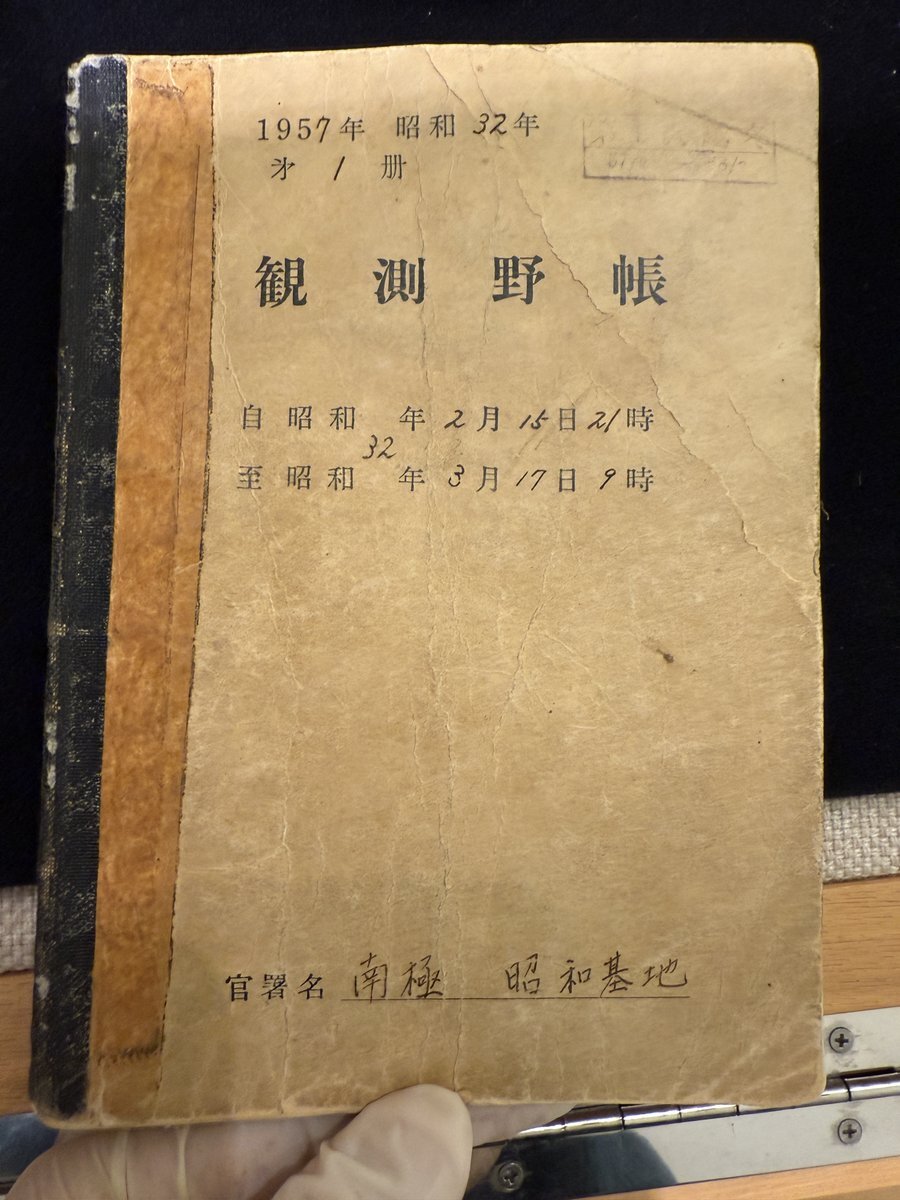 1957年 昭和32年
才 1 册
観測野帳
自昭和 年2月15日21時
32
至昭和 年3月17日9時
官署名 南極 昭和基地